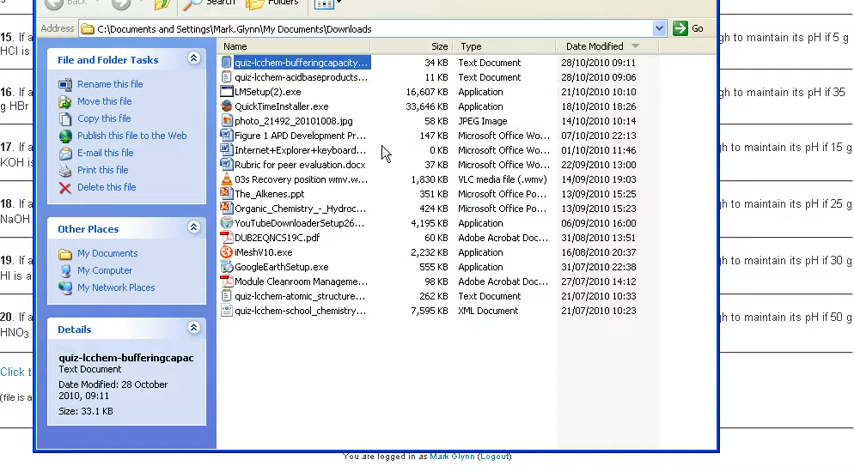 Back
Search
Folders
Address
C:\Documents and Settings\Mark.Glynn\My Documents\Downloads
Go
File and Folder Tasks
Rename this file
Move this file
Copy this file
Publish this file to the Web
E-mail this file
Print this file
Delete this file
Other Places
My Documents
My Computer
My Network Places
Details
quiz-lcchem-bufferingcapac
Text Document
Date Modified: 28 October
2010, 09:11
Size: 33.1 KB
Name Size Type Date Modified
quiz-lcchem-bufferingcapacity... 34 KB Text Document 28/10/2010 09:11
quiz-lcchem-acidbaseproducts... 11 KB Text Document 28/10/2010 09:06
LMSetup(2).exe 16,607 KB Application 21/10/2010 10:10
QuickTimeInstaller.exe 33,646 KB Application 18/10/2010 18:26
photo_21492_20101008.jpg 58 KB JPEG Image 10/10/2010 10:14
Figure 1 APD Development Pr... 147 KB Microsoft Office Wo... 07/10/2010 22:13
Internet+Explorer+keyboard... 0 KB Microsoft Office Wo... 01/10/2010 11:46
Rubric for peer evaluation.docx 37 KB Microsoft Office Wo... 22/09/2010 13:00
03s Recovery position wmv.w... 1,830 KB VLC media file (.wmv) 14/09/2010 19:03
The_Alkenes.ppt 351 KB Microsoft Office Po... 13/09/2010 15:25
Organic_Chemistry_-_Hydroc... 424 KB Microsoft Office Po... 13/09/2010 15:23
YouTubeDownloaderSetup26... 4,195 KB Application 06/09/2010 16:00
DUB2EQNCS19C.pdf 60 KB Adobe Acrobat Doc... 31/08/2010 13:51
iMeshV10.exe 2,232 KB Application 16/08/2010 20:37
GoogleEarthSetup.exe 555 KB Application 31/07/2010 22:38
Module Cleanroom Manageme... 98 KB Adobe Acrobat Doc... 27/07/2010 14:12
quiz-lcchem-atomic_structure... 262 KB Text Document 21/07/2010 10:33
quiz-lcchem-school_chemistry... 7,595 KB XML Document 21/07/2010 10:33
15. If a
gh to maintain its pH if 5 g
HCl is
16. If a
gh to maintain its pH if 35
g HBr
17. If a
gh to maintain its pH if 15 g
KOH is
18. If a
gh to maintain its pH if 25 g
NaOH
19. If a
gh to maintain its pH if 30 g
HI is a
20. If a
gh to maintain its pH if 50 g
HNO3
Click t
(file is a
You are logged in as Mark Glynn (Logout)